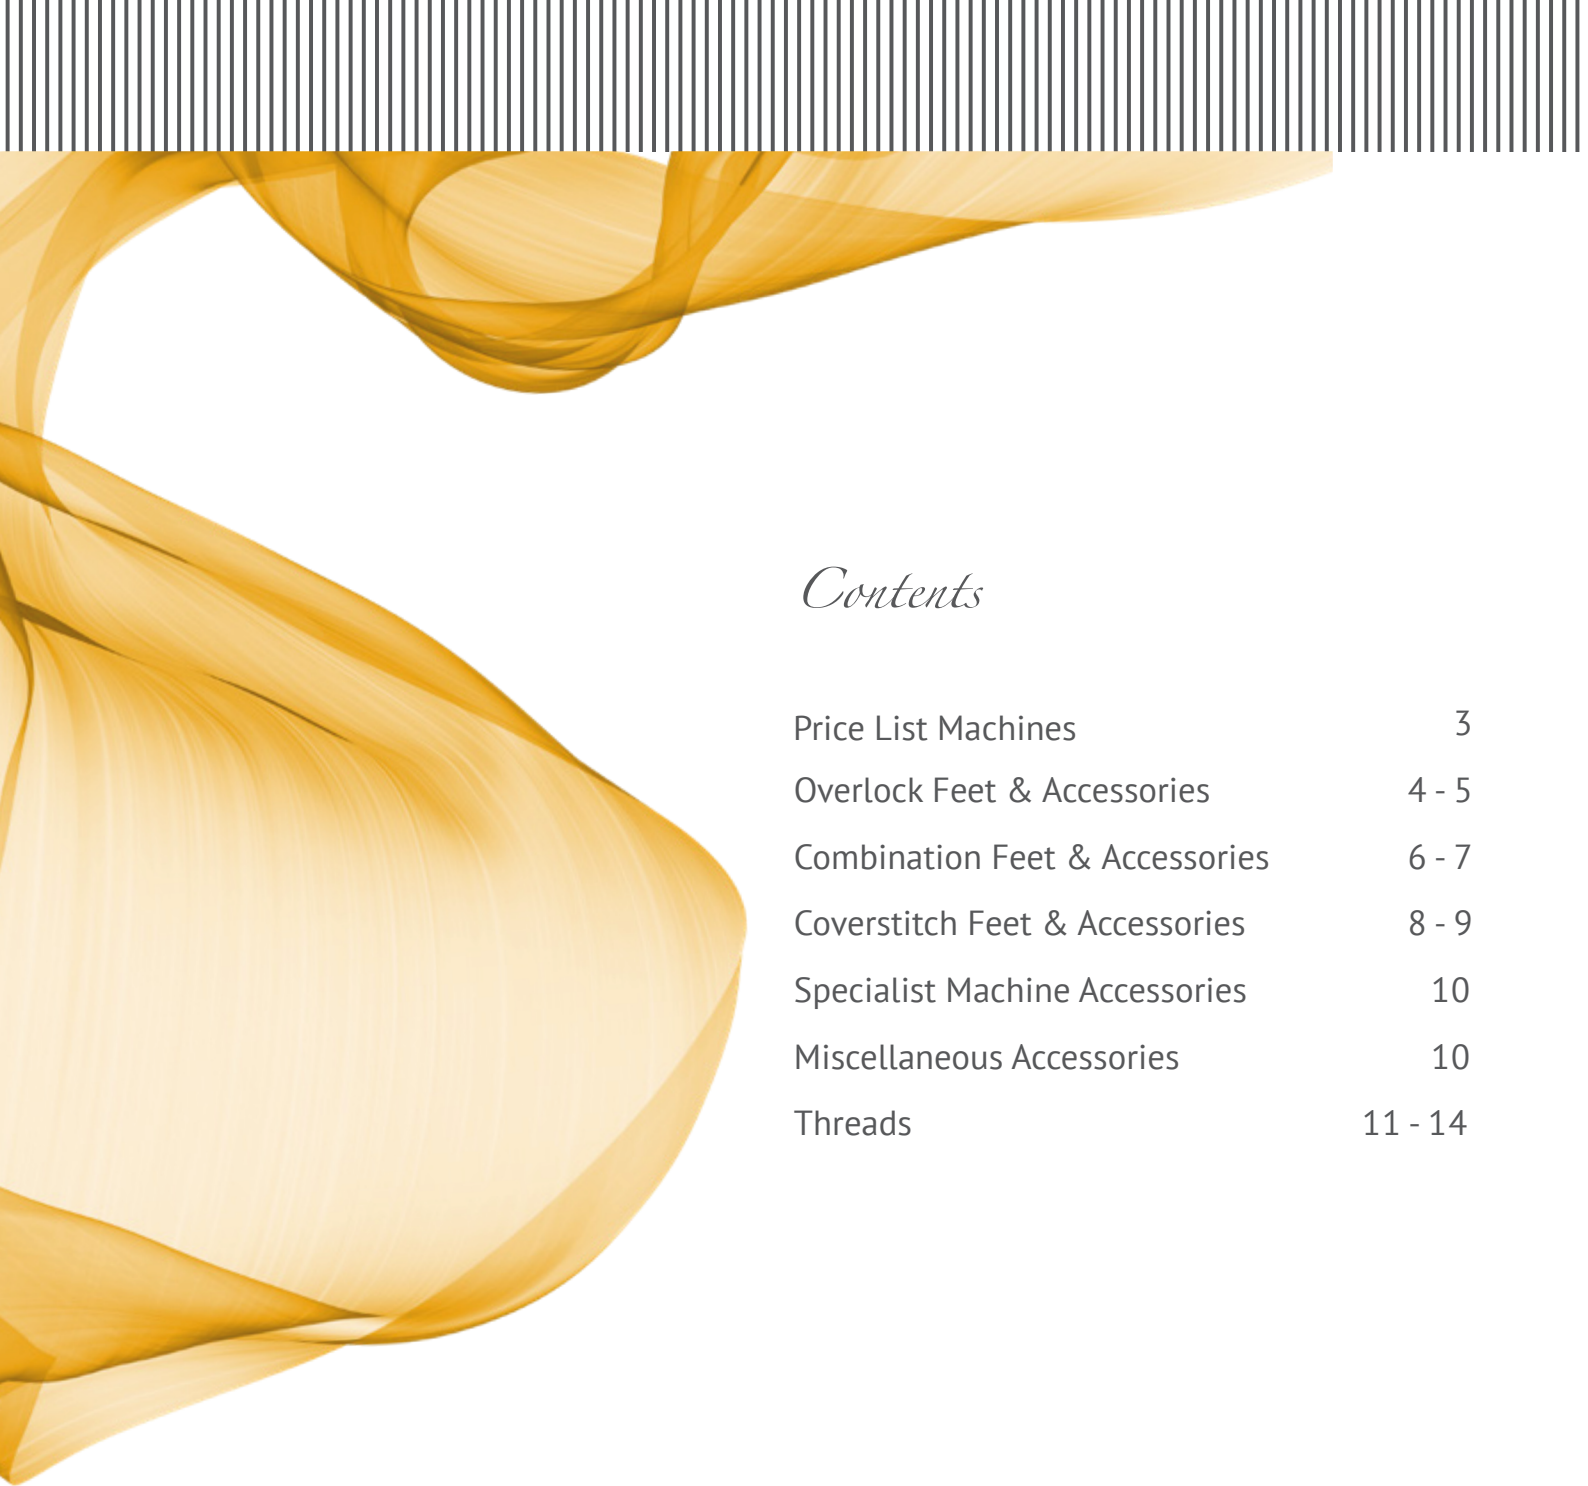 Contents
Price List Machines 3
Overlock Feet & Accessories 4 - 5
Combination Feet & Accessories 6 - 7
Coverstitch Feet & Accessories 8 - 9
Specialist Machine Accessories 10
Miscellaneous Accessories 10
Threads 11 - 14